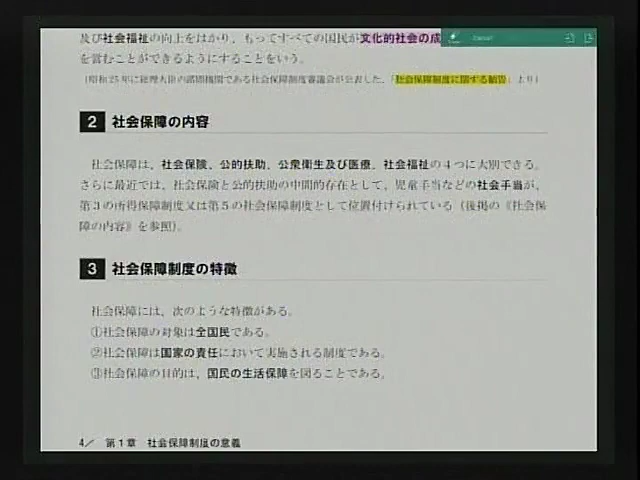 及び社会福祉の向上をはかり、もってすべての国民が文化的社会の成
を営むことができるようにすることをいう。
（昭和25年に総理大臣の諮問機関である社会保障制度審議会が公表した、「社会保障制度に関する勧告」より）
2 社会保障の内容
社会保障は、社会保険、公的扶助、公衆衛生及び医療、社会福祉の４つに大別できる。
さらに最近では、社会保険と公的扶助の中間的存在として、児童手当などの社会手当が、
第３の所得保障制度又は第５の社会保障制度として位置付けられている（後掲の《社会保
障の内容》を参照）。
3 社会保障制度の特徴
社会保障には、次のような特徴がある。
①社会保障の対象は全国民である。
②社会保障は国家の責任において実施される制度である。
③社会保障の目的は、国民の生活保障を図ることである。
4／ 第１章 社会保障制度の意義